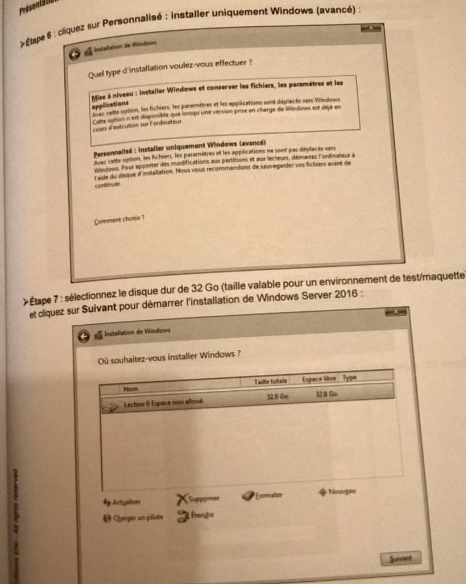 ➢Étape 6 : cliquez sur Personnalisé : installer uniquement Windows (avancé) :
Installation de Windows
Quel type d'installation voulez-vous effectuer ?
Mise à niveau : Installer Windows et conserver les fichiers, les paramètres et les
applications
Avec cette option, les fichiers, les paramètres et les applications sont déplacés vers Windows.
Cette option n'est disponible que lorsqu'une version prise en charge de Windows est déjà en
cours d'exécution sur l'ordinateur.
Personnalisé : Installer uniquement Windows (avancé)
Avec cette option, les fichiers, les paramètres et les applications ne sont pas déplacés vers
Windows. Pour apporter des modifications aux partitions et aux lecteurs, démarrez l'ordinateur à
l'aide du disque d'installation. Nous vous recommandons de sauvegarder vos fichiers avant de
continuer.
Comment choisir ?
➢Étape 7 : sélectionnez le disque dur de 32 Go (taille valable pour un environnement de test/maquette
et cliquez sur Suivant pour démarrer l'installation de Windows Server 2016 :
Installation de Windows
Où souhaitez-vous installer Windows ?
Nom Taille totale Espace libre Type
Lecteur 0 Espace non alloué 32.0 Go 32.0 Go
Actualiser Supprimer Formater Nouveau
Charger un pilote Étendre
Suivant